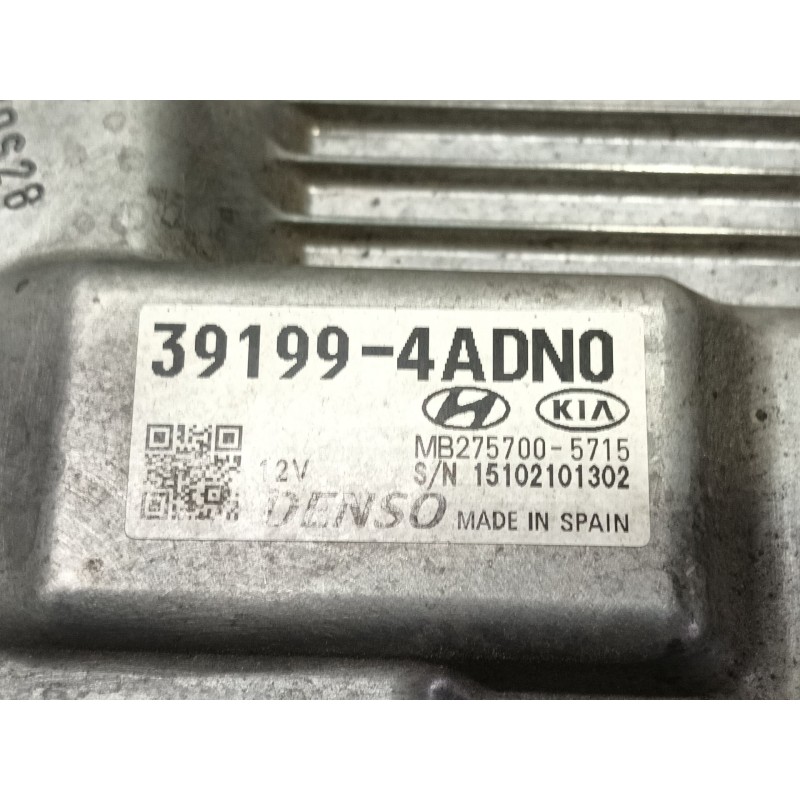 39199-4ADN0
KIA
MB275700-5715
12V S/N 15102101302
DENSO MADE IN SPAIN